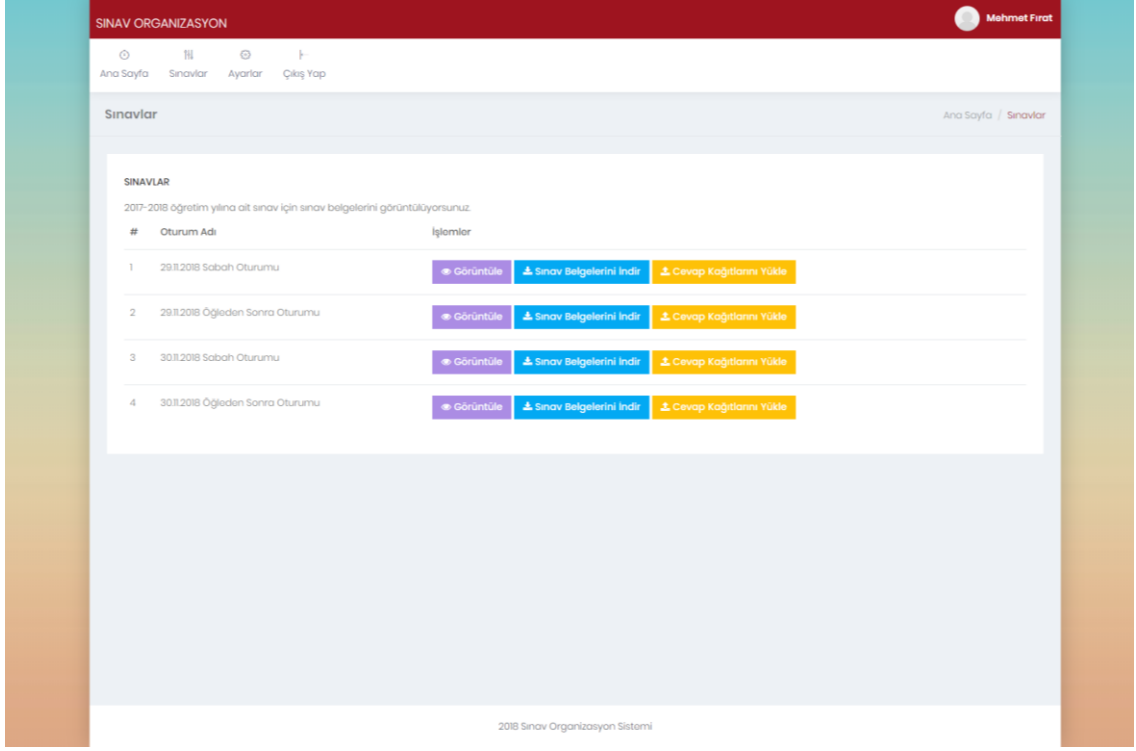 SINAV ORGANİZASYON
Mehmet Fırat
Ana Sayfa Sınavlar Ayarlar Çıkış Yap
Sınavlar
Ana Sayfa / Sınavlar
SINAVLAR
2017-2018 öğretim yılına ait sınav için sınav belgelerini görüntülüyorsunuz.
# Oturum Adı İşlemler
1 29.11.2018 Sabah Oturumu Görüntüle Sınav Belgelerini İndir Cevap Kağıtlarını Yükle
2 29.11.2018 Öğleden Sonra Oturumu Görüntüle Sınav Belgelerini İndir Cevap Kağıtlarını Yükle
3 30.11.2018 Sabah Oturumu Görüntüle Sınav Belgelerini İndir Cevap Kağıtlarını Yükle
4 30.11.2018 Öğleden Sonra Oturumu Görüntüle Sınav Belgelerini İndir Cevap Kağıtlarını Yükle
2018 Sınav Organizasyon Sistemi